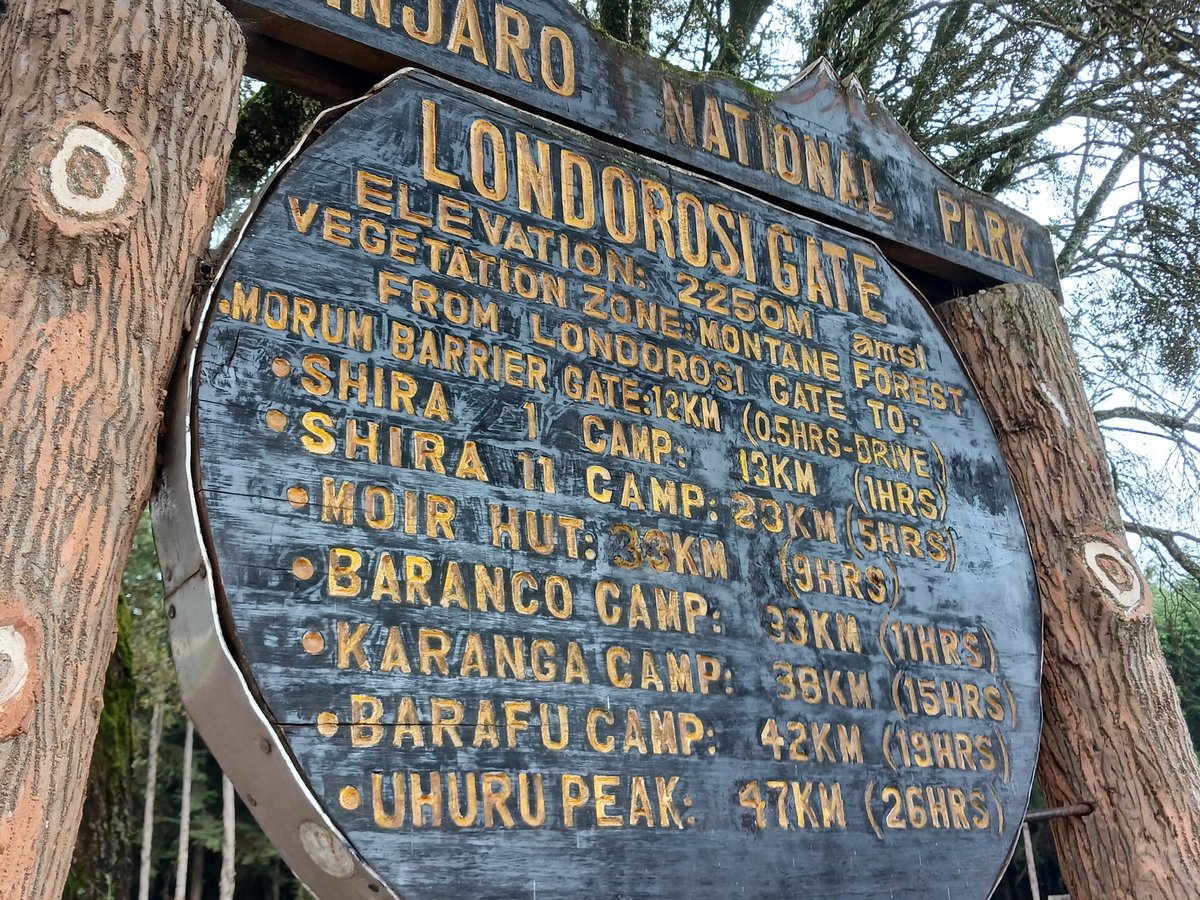 NJARO NATIONAL PARK
LONDOROSI GATE
ELEVATION: 2250M amsl
VEGETATION ZONE: MONTANE FOREST
FROM LONDOROSI GATE TO:
•MORUM BARRIER GATE:12KM (0.5HRS-DRIVE)
• SHIRA 1 CAMP: 13KM (1HRS)
• SHIRA 11 CAMP: 23KM (5HRS)
• MOIR HUT: 33KM (9HRS)
• BARANCO CAMP: 33KM (11HRS)
• KARANGA CAMP: 38KM (15HRS)
• BARAFU CAMP: 42KM (19HRS)
• UHURU PEAK: 47KM (26HRS)